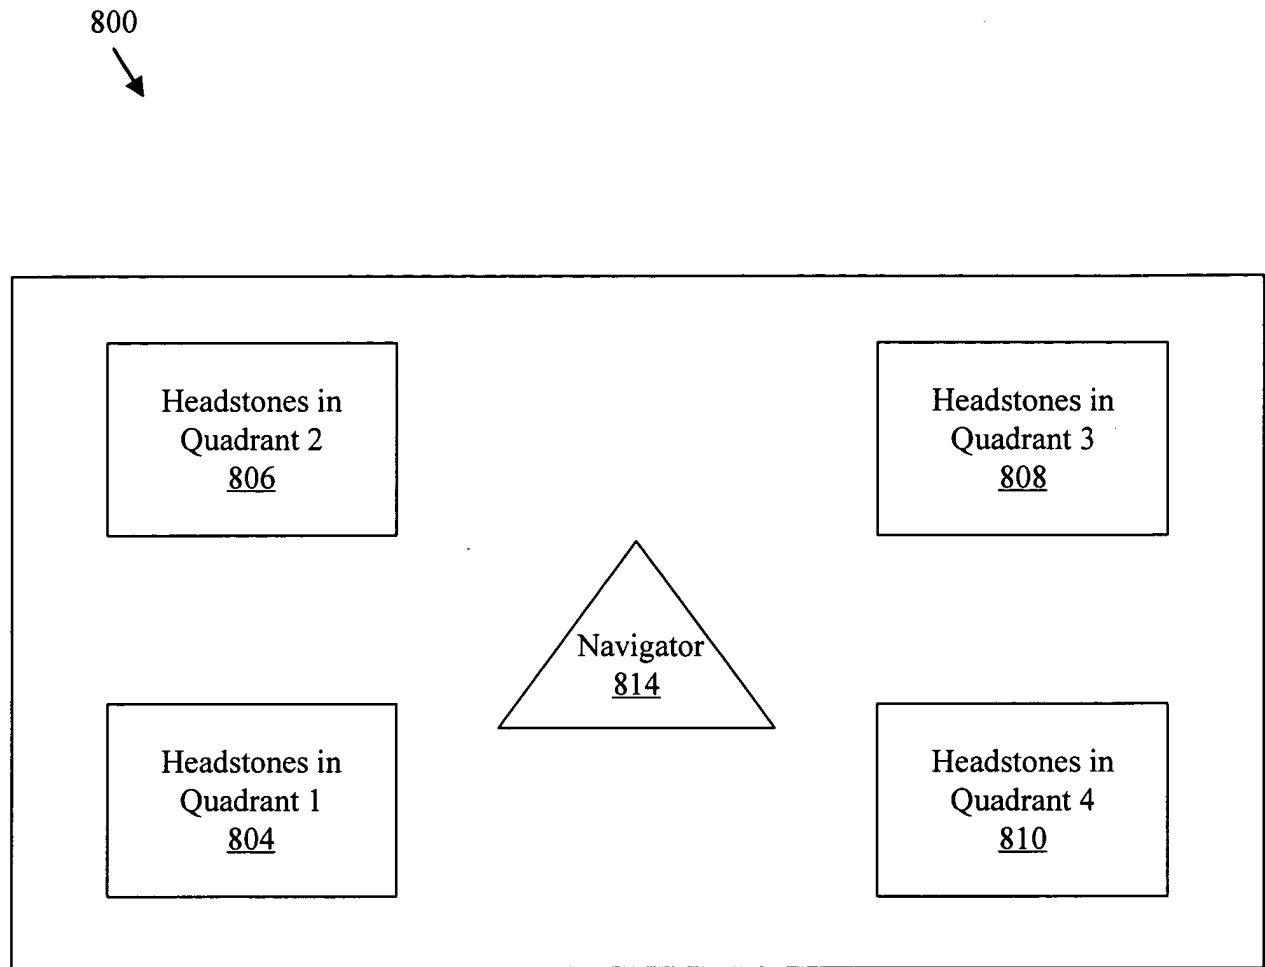 800
Headstones in
Quadrant 2
806
Headstones in
Quadrant 3
808
Navigator
814
Headstones in
Quadrant 1
804
Headstones in
Quadrant 4
810